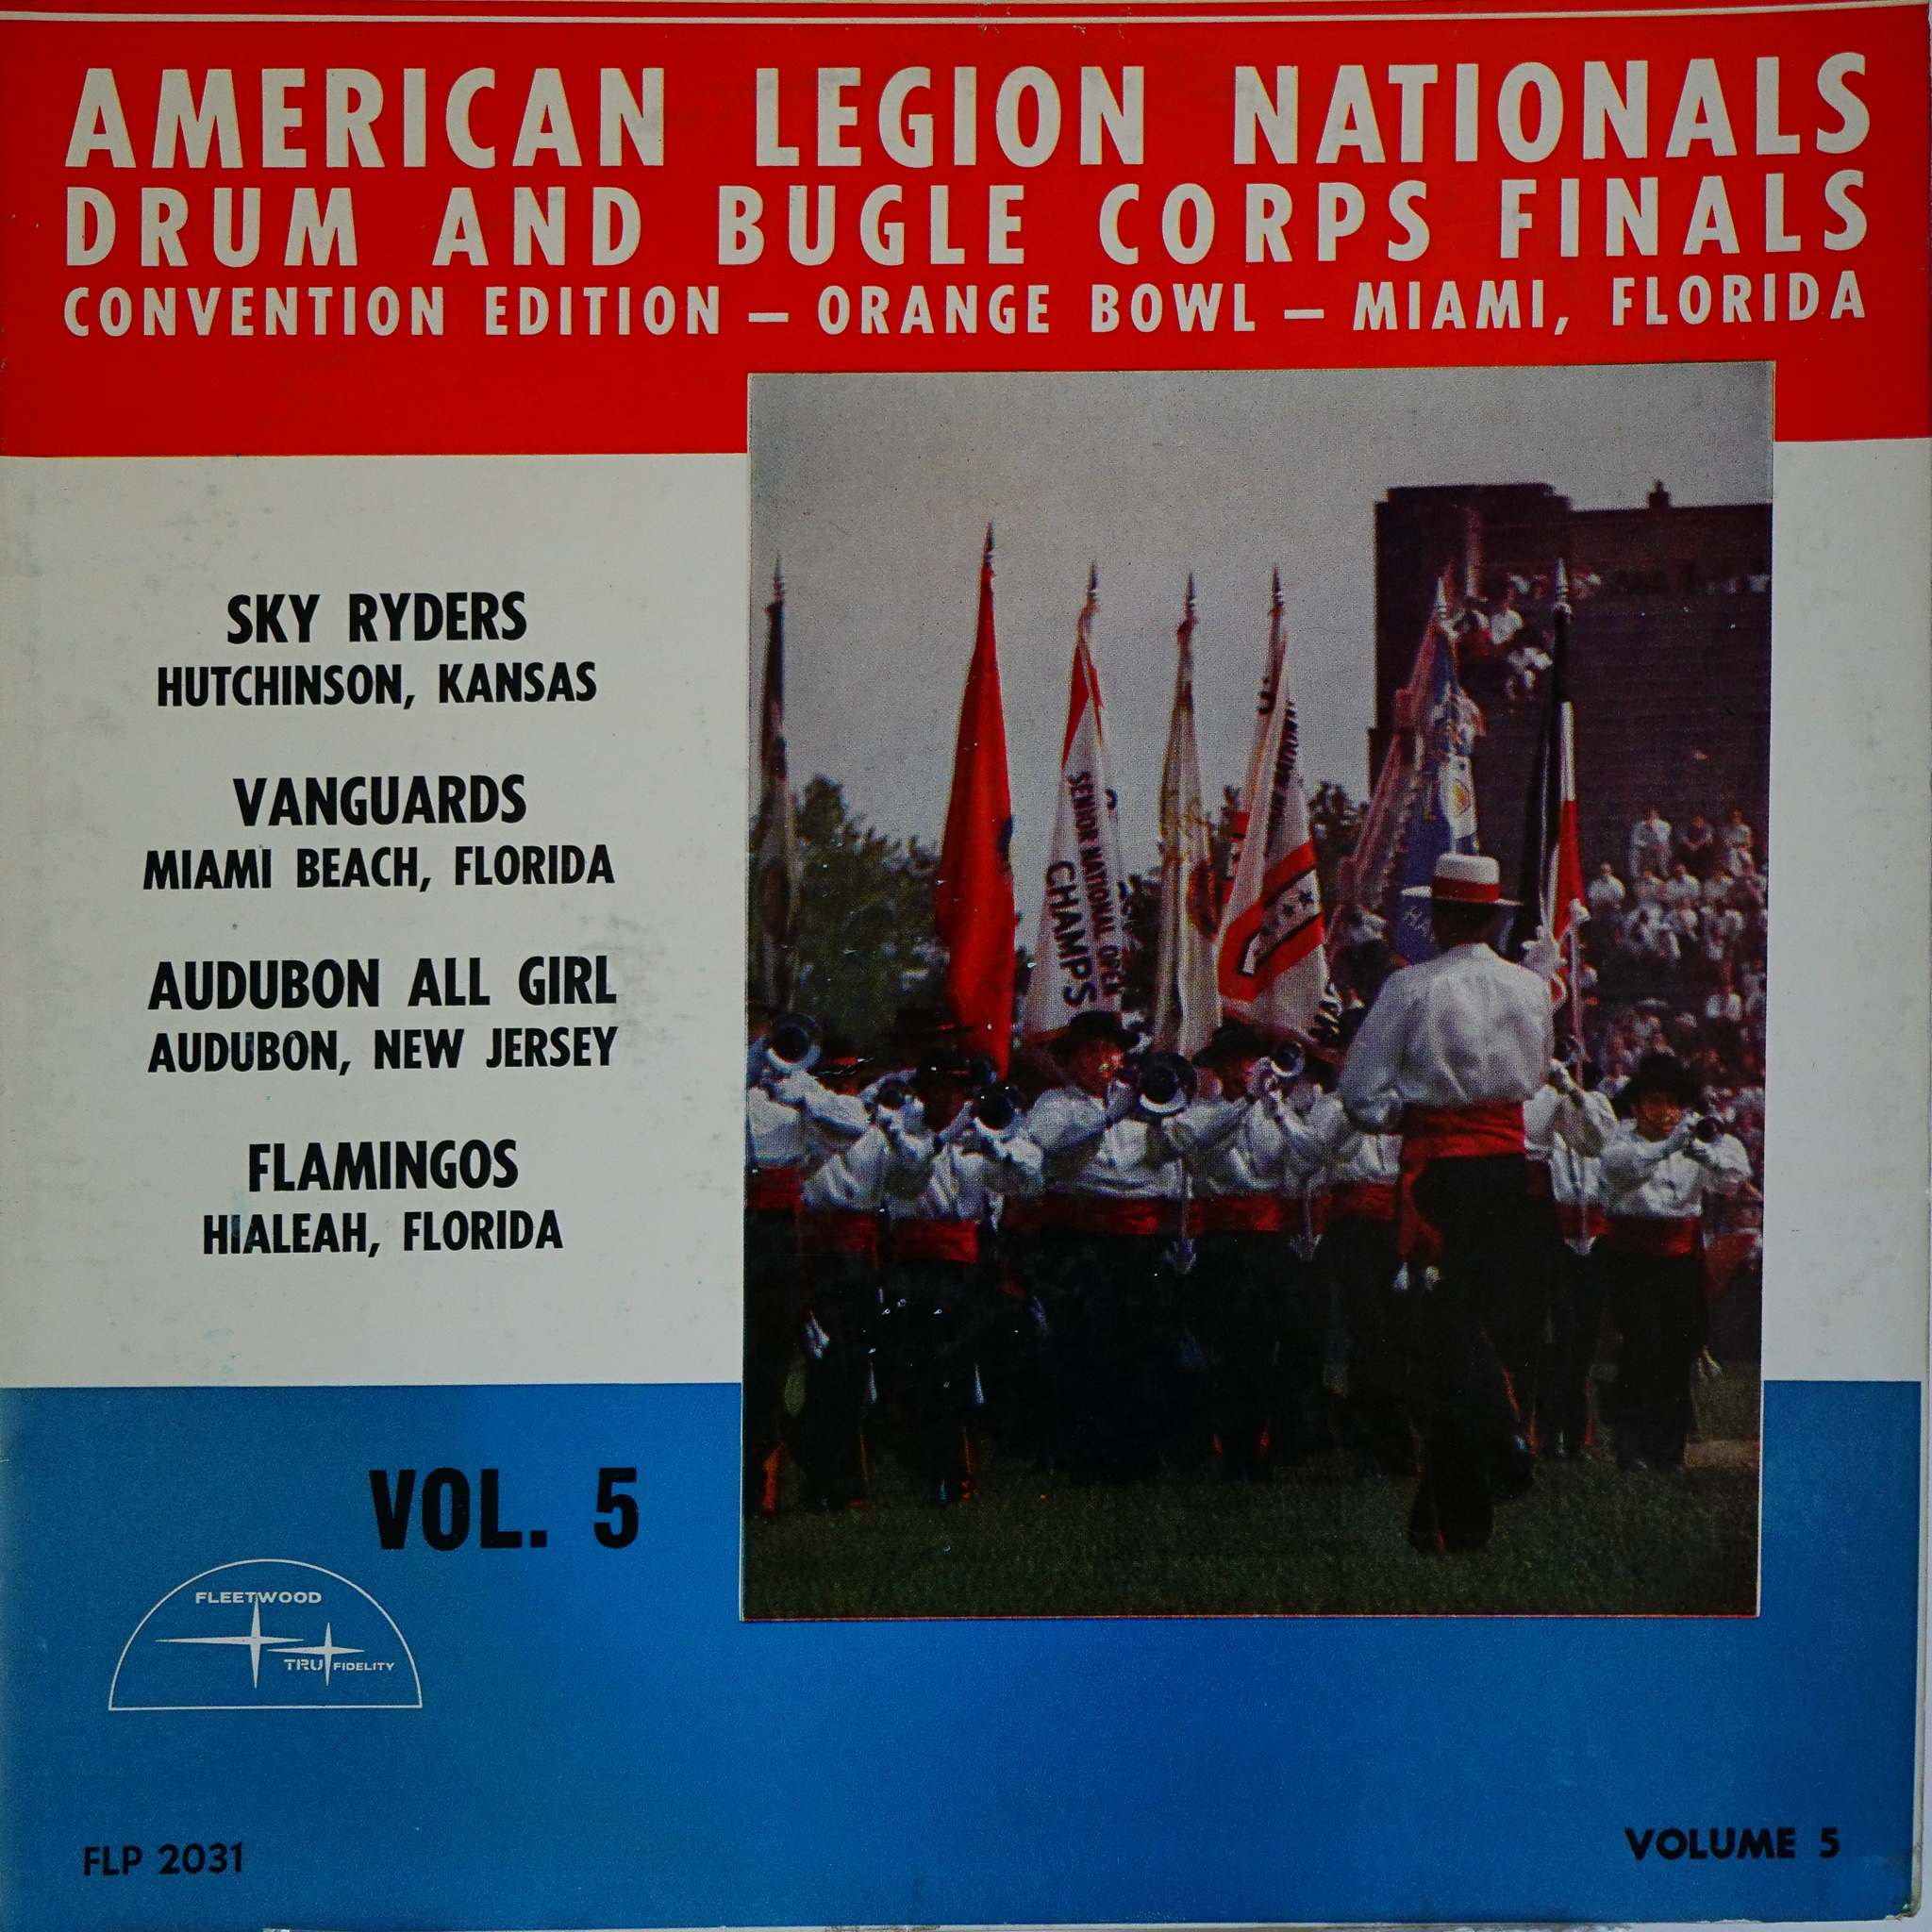 AMERICAN LEGION NATIONALS
DRUM AND BUGLE CORPS FINALS
CONVENTION EDITION – ORANGE BOWL – MIAMI, FLORIDA
SKY RYDERS
HUTCHINSON, KANSAS
VANGUARDS
MIAMI BEACH, FLORIDA
AUDUBON ALL GIRL
AUDUBON, NEW JERSEY
FLAMINGOS
HIALEAH, FLORIDA
SENIOR NATIONAL OPEN
CHAMPS
VOL. 5
FLEETWOOD
TRU FIDELITY
FLP 2031
VOLUME 5